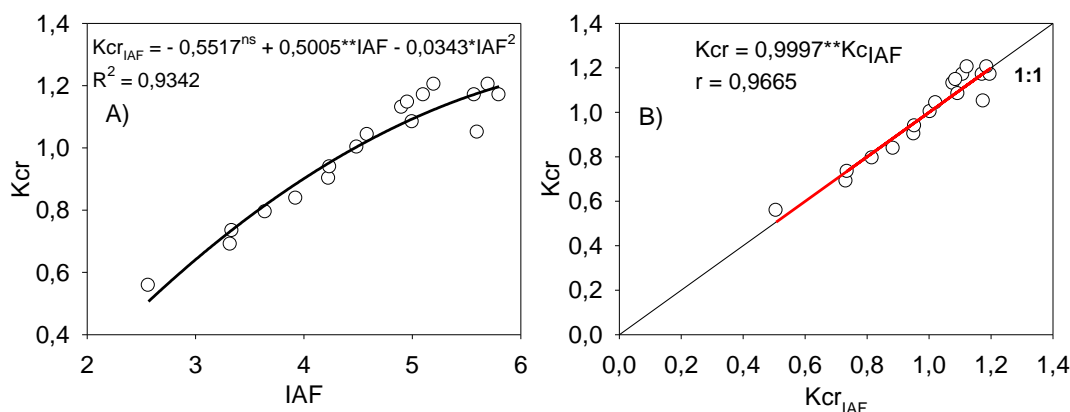 Kcr_IAF = - 0,5517^ns + 0,5005**IAF - 0,0343*IAF^2
R^2 = 0,9342
A)
1,4
1,2
1,0
0,8
0,6
0,4
Kcr
2 3 4 5 6
IAF
Kcr = 0,9997**Kc_IAF
r = 0,9665
B)
1:1
1,4
1,2
1,0
0,8
0,6
0,4
0,2
0,0
Kcr
0,0 0,2 0,4 0,6 0,8 1,0 1,2 1,4
Kcr_IAF